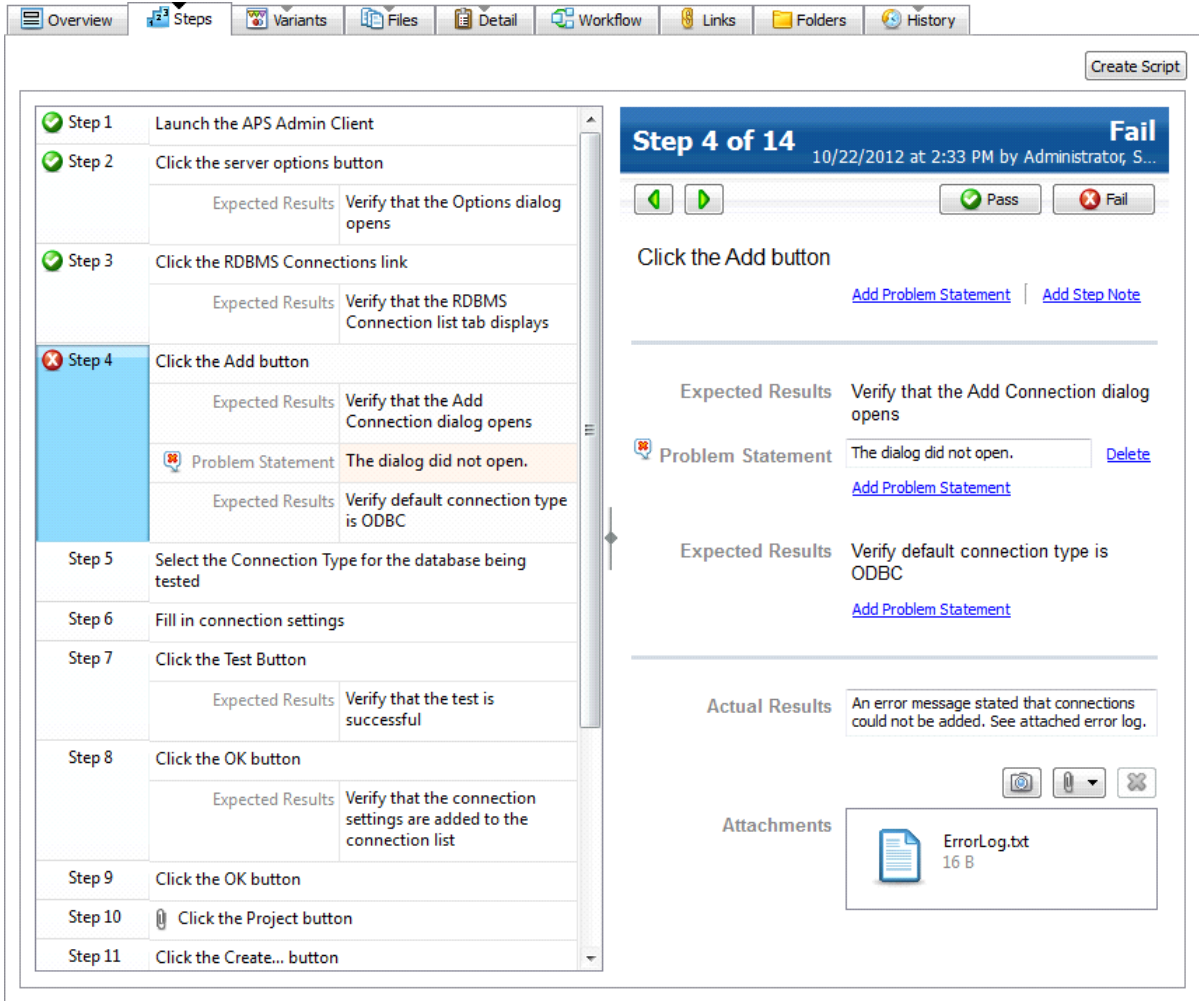 Overview Steps Variants Files Detail Workflow Links Folders History
Create Script
Step 1 Launch the APS Admin Client
Step 2 Click the server options button
Expected Results Verify that the Options dialog
opens
Step 3 Click the RDBMS Connections link
Expected Results Verify that the RDBMS
Connection list tab displays
Step 4 Click the Add button
Expected Results Verify that the Add
Connection dialog opens
Problem Statement The dialog did not open.
Expected Results Verify default connection type
is ODBC
Step 5 Select the Connection Type for the database being
tested
Step 6 Fill in connection settings
Step 7 Click the Test Button
Expected Results Verify that the test is
successful
Step 8 Click the OK button
Expected Results Verify that the connection
settings are added to the
connection list
Step 9 Click the OK button
Step 10 Click the Project button
Step 11 Click the Create... button
Step 4 of 14 Fail
10/22/2012 at 2:33 PM by Administrator, S...
Pass Fail
Click the Add button
Add Problem Statement Add Step Note
Expected Results Verify that the Add Connection dialog
opens
Problem Statement The dialog did not open. Delete
Add Problem Statement
Expected Results Verify default connection type is
ODBC
Add Problem Statement
Actual Results An error message stated that connections
could not be added. See attached error log.
Attachments
ErrorLog.txt
16 B